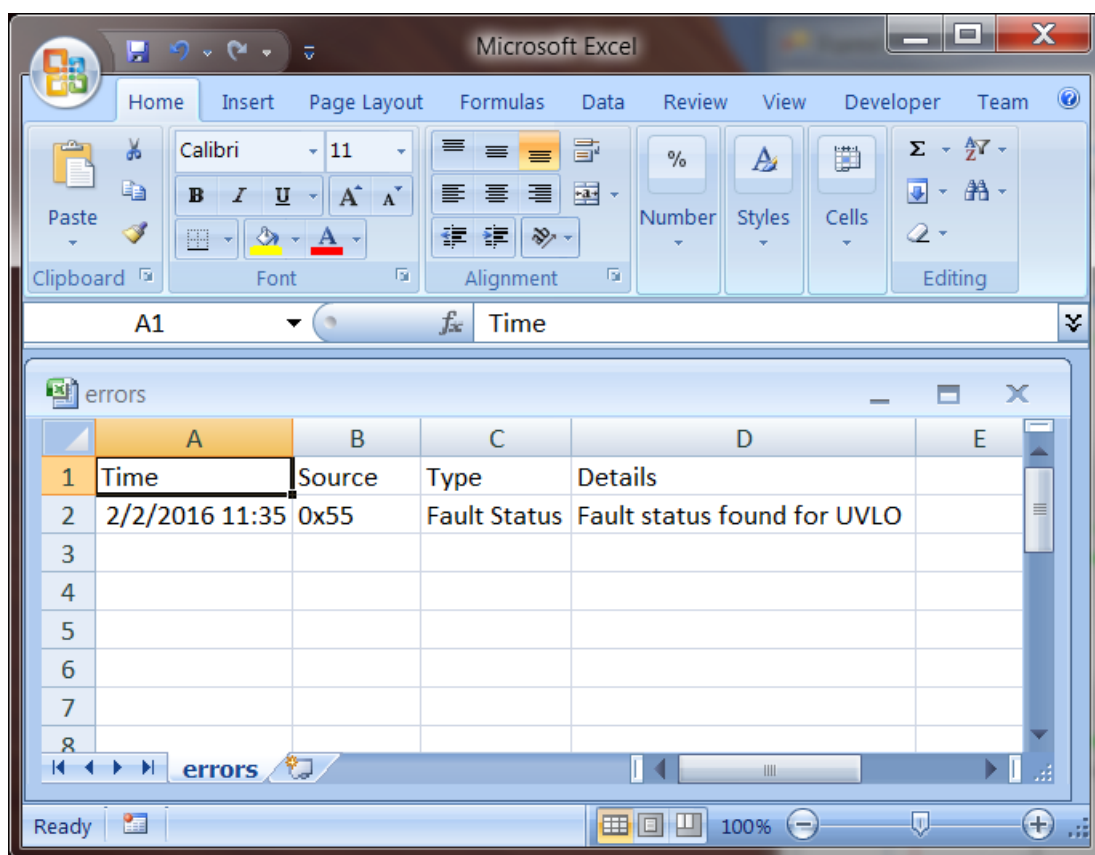 Microsoft Excel
Home Insert Page Layout Formulas Data Review View Developer Team
Calibri 11
% A
Σ A Z
B I U A A
Paste Number Styles Cells
A
Clipboard Font Alignment Editing
A1 fx Time
errors
A B C D E
1 Time Source Type Details
2 2/2/2016 11:35 0x55 Fault Status Fault status found for UVLO
3
4
5
6
7
8
errors
Ready 100%